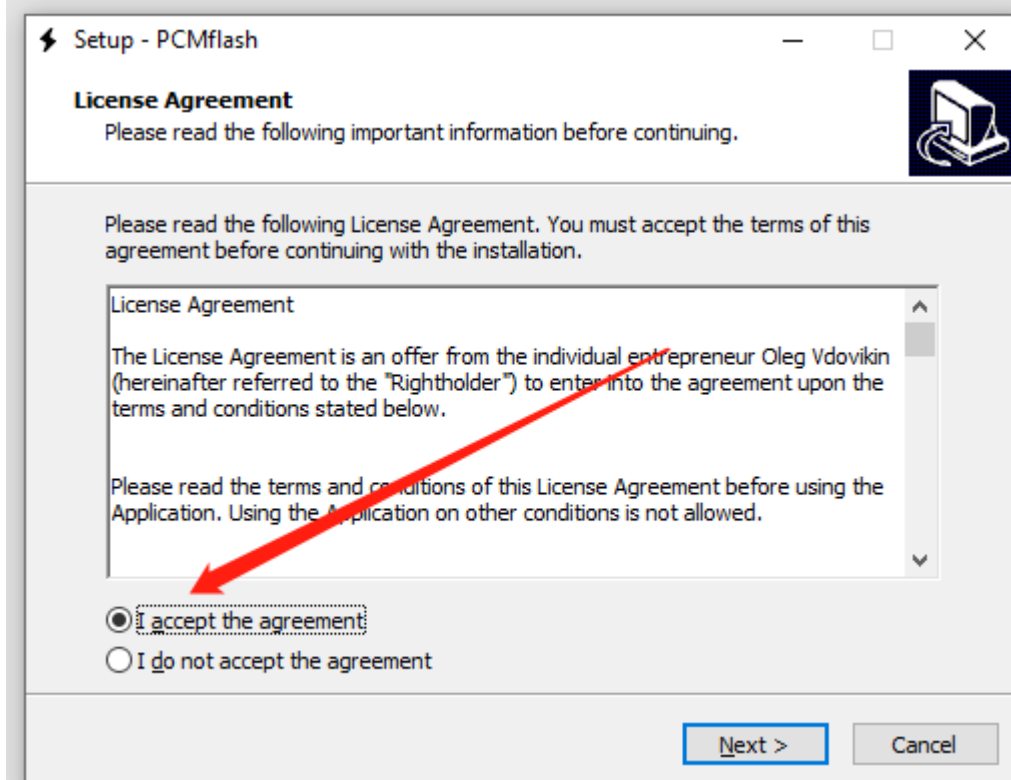 Setup - PCMflash
License Agreement
Please read the following important information before continuing.
Please read the following License Agreement. You must accept the terms of this
agreement before continuing with the installation.
License Agreement
The License Agreement is an offer from the individual entrepreneur Oleg Vdovikin
(hereinafter referred to the "Rightholder") to enter into the agreement upon the
terms and conditions stated below.
Please read the terms and conditions of this License Agreement before using the
Application. Using the Application on other conditions is not allowed.
I accept the agreement
I do not accept the agreement
Next >
Cancel